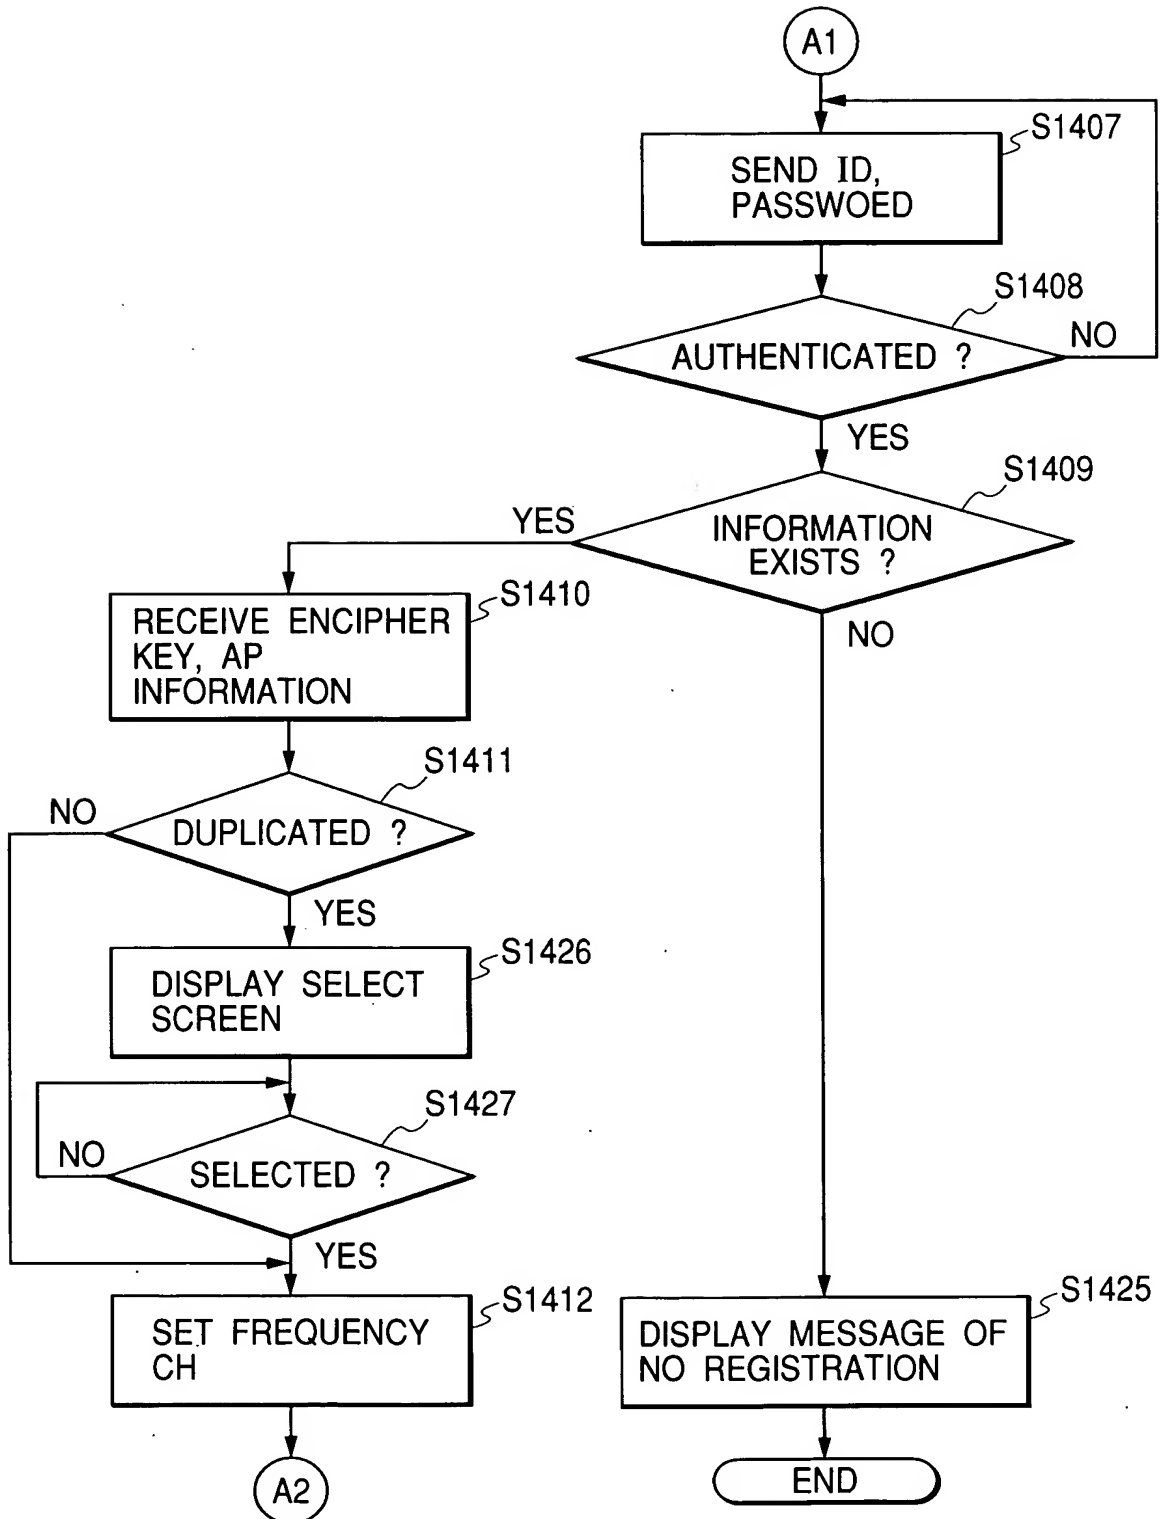 A1
S1407
SEND ID,
PASSWOED
S1408
AUTHENTICATED ?
NO
YES
S1409
INFORMATION
EXISTS ?
YES
NO
S1410
RECEIVE ENCIPHER
KEY, AP
INFORMATION
S1411
DUPLICATED ?
NO
YES
S1426
DISPLAY SELECT
SCREEN
S1427
SELECTED ?
NO
YES
S1412
SET FREQUENCY
CH
A2
S1425
DISPLAY MESSAGE OF
NO REGISTRATION
END